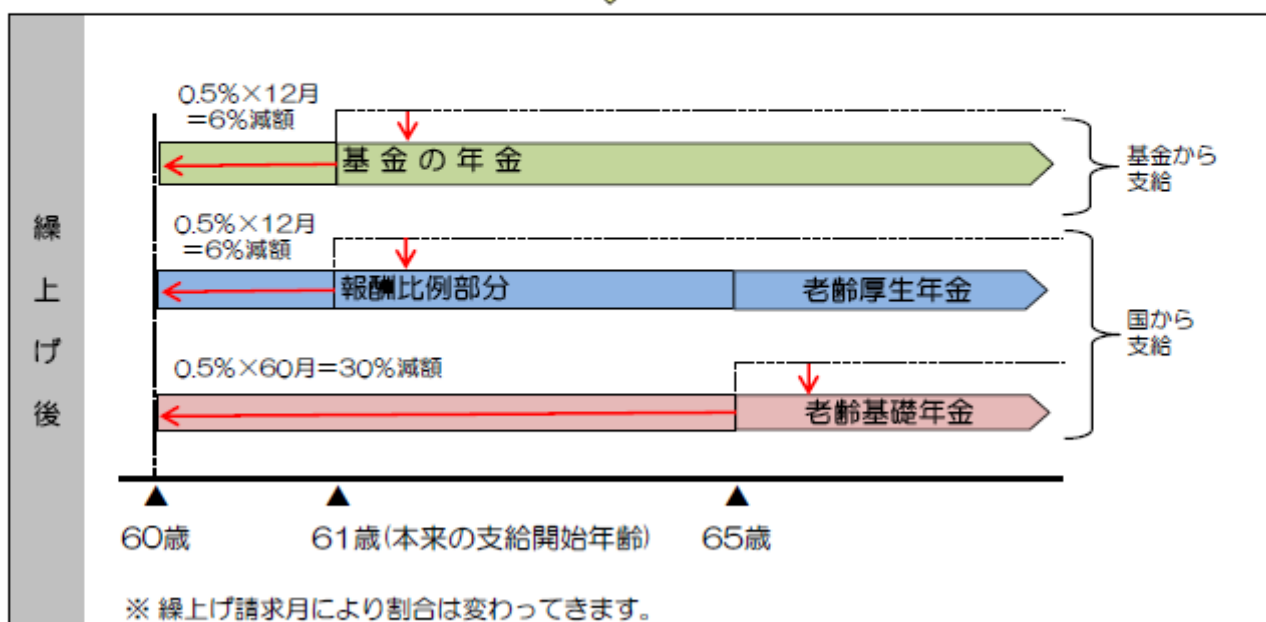 繰上げ後
0.5%×12月
=6%減額
基金の年金
基金から
支給
0.5%×12月
=6%減額
報酬比例部分
老齢厚生年金
国から
支給
0.5%×60月=30%減額
老齢基礎年金
▲ ▲ ▲
60歳 61歳(本来の支給開始年齢) 65歳
※ 繰上げ請求月により割合は変わってきます。